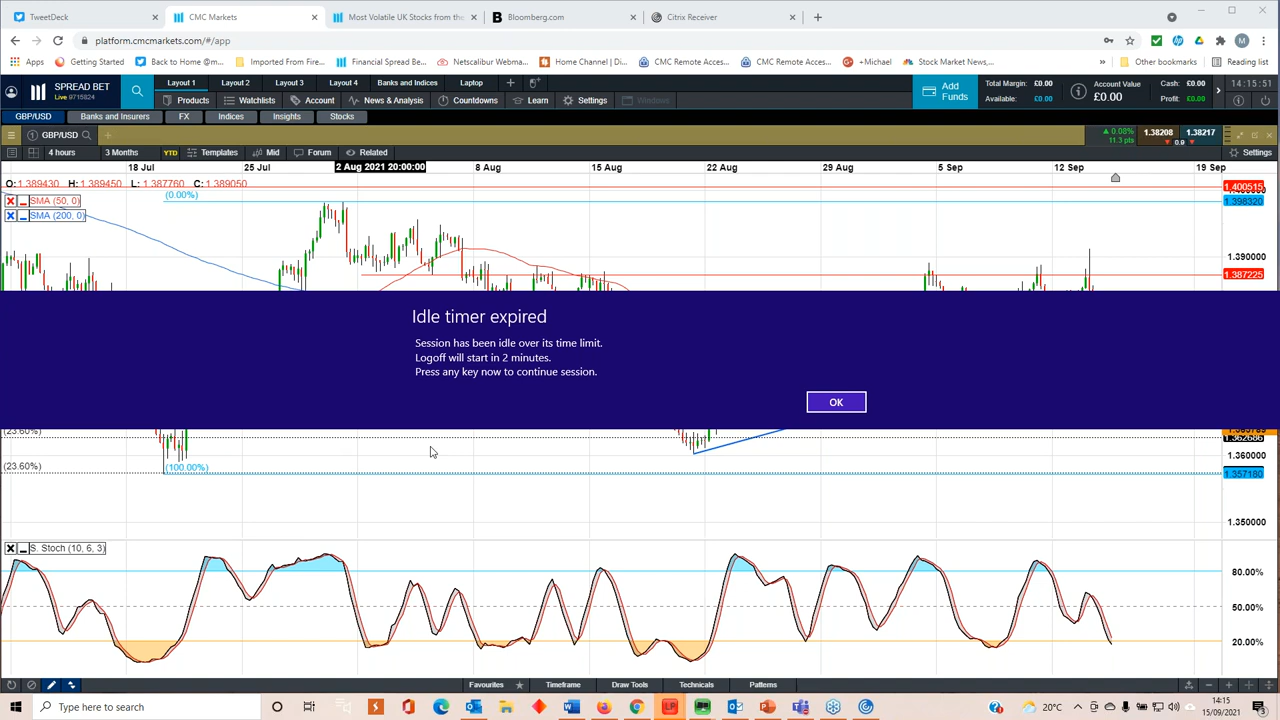 TweetDeck
CMC Markets
Most Volatile UK Stocks from the
Bloomberg.com
Citrix Receiver
platform.cmcmarkets.com/#/app
M
Apps
Getting Started
Back to Home @m...
Imported From Fire...
Financial Spread Be...
Netscalibur Webma...
Home Channel | Di...
CMC Remote Acces...
CMC Remote Acces...
+Michael
Stock Market News,...
Other bookmarks
Reading list
SPREAD BET
Live 9715824
Layout 1
Layout 2
Layout 3
Layout 4
Banks and Indices
Laptop
Products
Watchlists
Account
News & Analysis
Countdowns
Learn
Settings
Windows
Add Funds
Total Margin: £0.00
Available: £0.00
Account Value
£0.00
Cash: £0.00
Profit: £0.00
14:15:51
GBP/USD
Banks and Insurers
FX
Indices
Insights
Stocks
GBP/USD
0.08%
11.3 pts
1.38208
0.9
1.38217
4 hours
3 Months
YTD
Templates
Mid
Forum
Related
Settings
18 Jul
25 Jul
2 Aug 2021 20:00:00
8 Aug
15 Aug
22 Aug
29 Aug
5 Sep
12 Sep
19 Sep
O: 1.389430 H: 1.389450 L: 1.387760 C: 1.389050
(0.00%)
SMA (50, 0)
SMA (200, 0)
1.400515
1.398320
1.390000
1.387225
Idle timer expired
Session has been idle over its time limit.
Logoff will start in 2 minutes.
Press any key now to continue session.
OK
(23.60%)
1.362686
1.360000
(23.60%)
(100.00%)
1.357180
1.350000
S. Stoch (10, 6, 3)
80.00%
50.00%
20.00%
Favourites
Timeframe
Draw Tools
Technicals
Patterns
Type here to search
20°C
14:15
15/09/2021